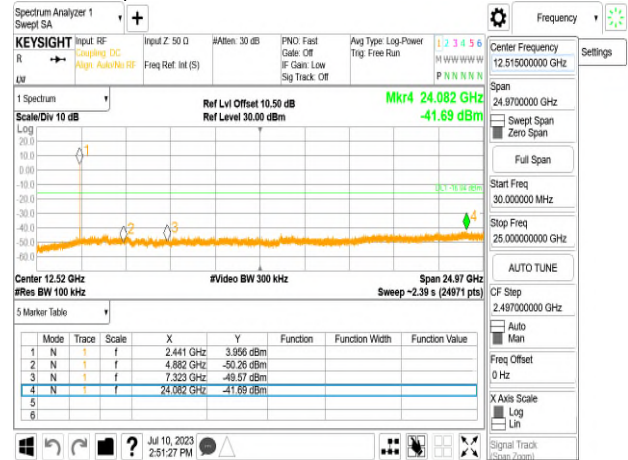 Spectrum Analyzer 1
Swept SA
Frequency
KEYSIGHT
R
Input: RF
Coupling: DC
Align: Auto/No RF
Input Z: 50 Ω
Freq Ref: Int (S)
#Atten: 30 dB
PNO: Fast
Gate: Off
IF Gain: Low
Sig Track: Off
Avg Type: Log-Power
Trig: Free Run
1 2 3 4 5 6
M W W W W W
P N N N N N
Center Frequency
12.515000000 GHz
Settings
1 Spectrum
Scale/Div 10 dB
Ref Lvl Offset 10.50 dB
Ref Level 30.00 dBm
Mkr4 24.082 GHz
-41.69 dBm
Span
24.9700000 GHz
Swept Span
Zero Span
Full Span
Start Freq
30.000000 MHz
Stop Freq
25.000000000 GHz
AUTO TUNE
CF Step
2.497000000 GHz
Auto
Man
Freq Offset
0 Hz
X Axis Scale
Log
Lin
Signal Track
(Span Zoom)
Log
20.0
10.0
0.00
-10.0
-20.0
-30.0
-40.0
-50.0
-60.0
1
2
3
4
Center 12.52 GHz
#Res BW 100 kHz
#Video BW 300 kHz
Span 24.97 GHz
Sweep ~2.39 s (24971 pts)
5 Marker Table
Mode Trace Scale X Y Function Function Width Function Value
1 N 1 f 2.441 GHz 3.956 dBm
2 N 1 f 4.882 GHz -50.26 dBm
3 N 1 f 7.323 GHz -49.57 dBm
4 N 1 f 24.082 GHz -41.69 dBm
5
6
Jul 10, 2023
2:51:27 PM